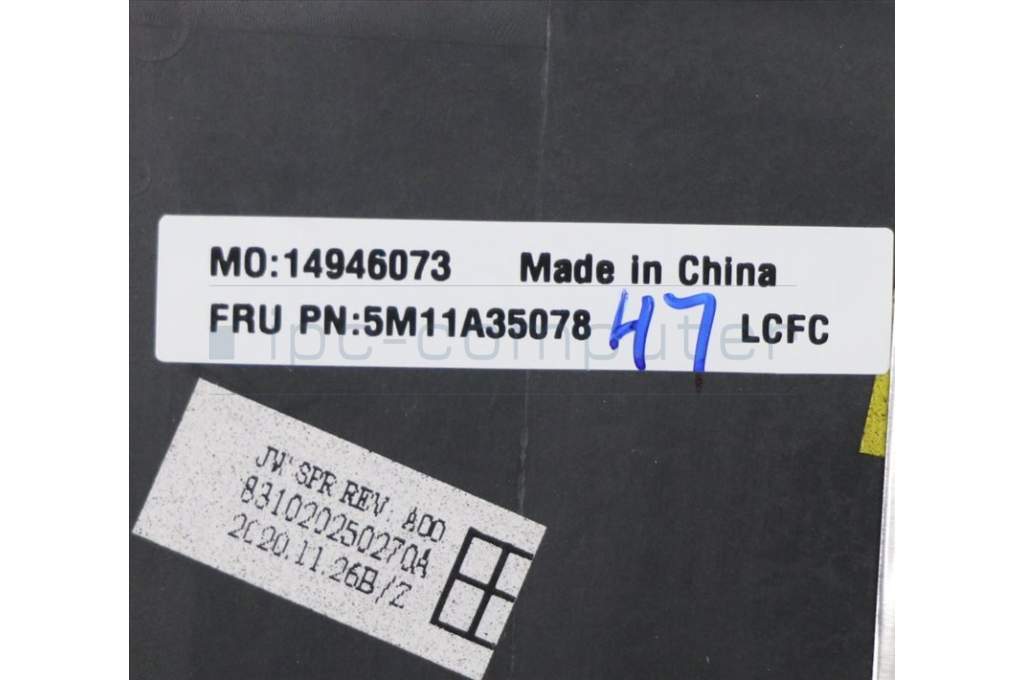 MO:14946073 Made in China
FRU PN:5M11A35078 47 LCFC
ipc-computer
JW SPR REV. A00
831020250270A
2020.11.26B/Z